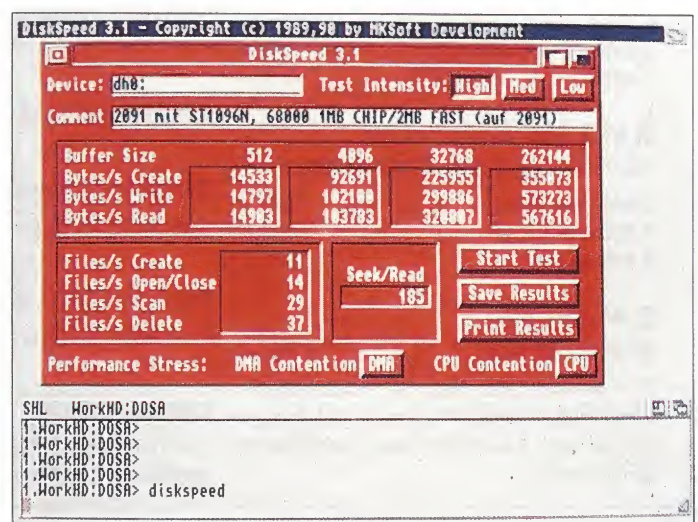 DiskSpeed 3.1 - Copyright (c) 1989,90 by MKSoft Development
DiskSpeed 3.1
Device: dh0: Test Intensity: High Med Low
Comment 2091 mit ST1096N, 68000 1MB CHIP/2MB FAST (auf 2091)
Buffer Size 512 4096 32768 262144
Bytes/s Create 14533 92691 225955 355073
Bytes/s Write 14797 102100 299886 573273
Bytes/s Read 14903 103783 328007 567616
Files/s Create 11
Files/s Open/Close 14
Files/s Scan 29
Files/s Delete 37
Seek/Read
185
Start Test
Save Results
Print Results
Performance Stress: DMA Contention DMA CPU Contention CPU
SHL WorkHD:DOSA
1.WorkHD:DOSA>
1.WorkHD:DOSA>
1.WorkHD:DOSA>
1.WorkHD:DOSA>
1.WorkHD:DOSA> diskspeed